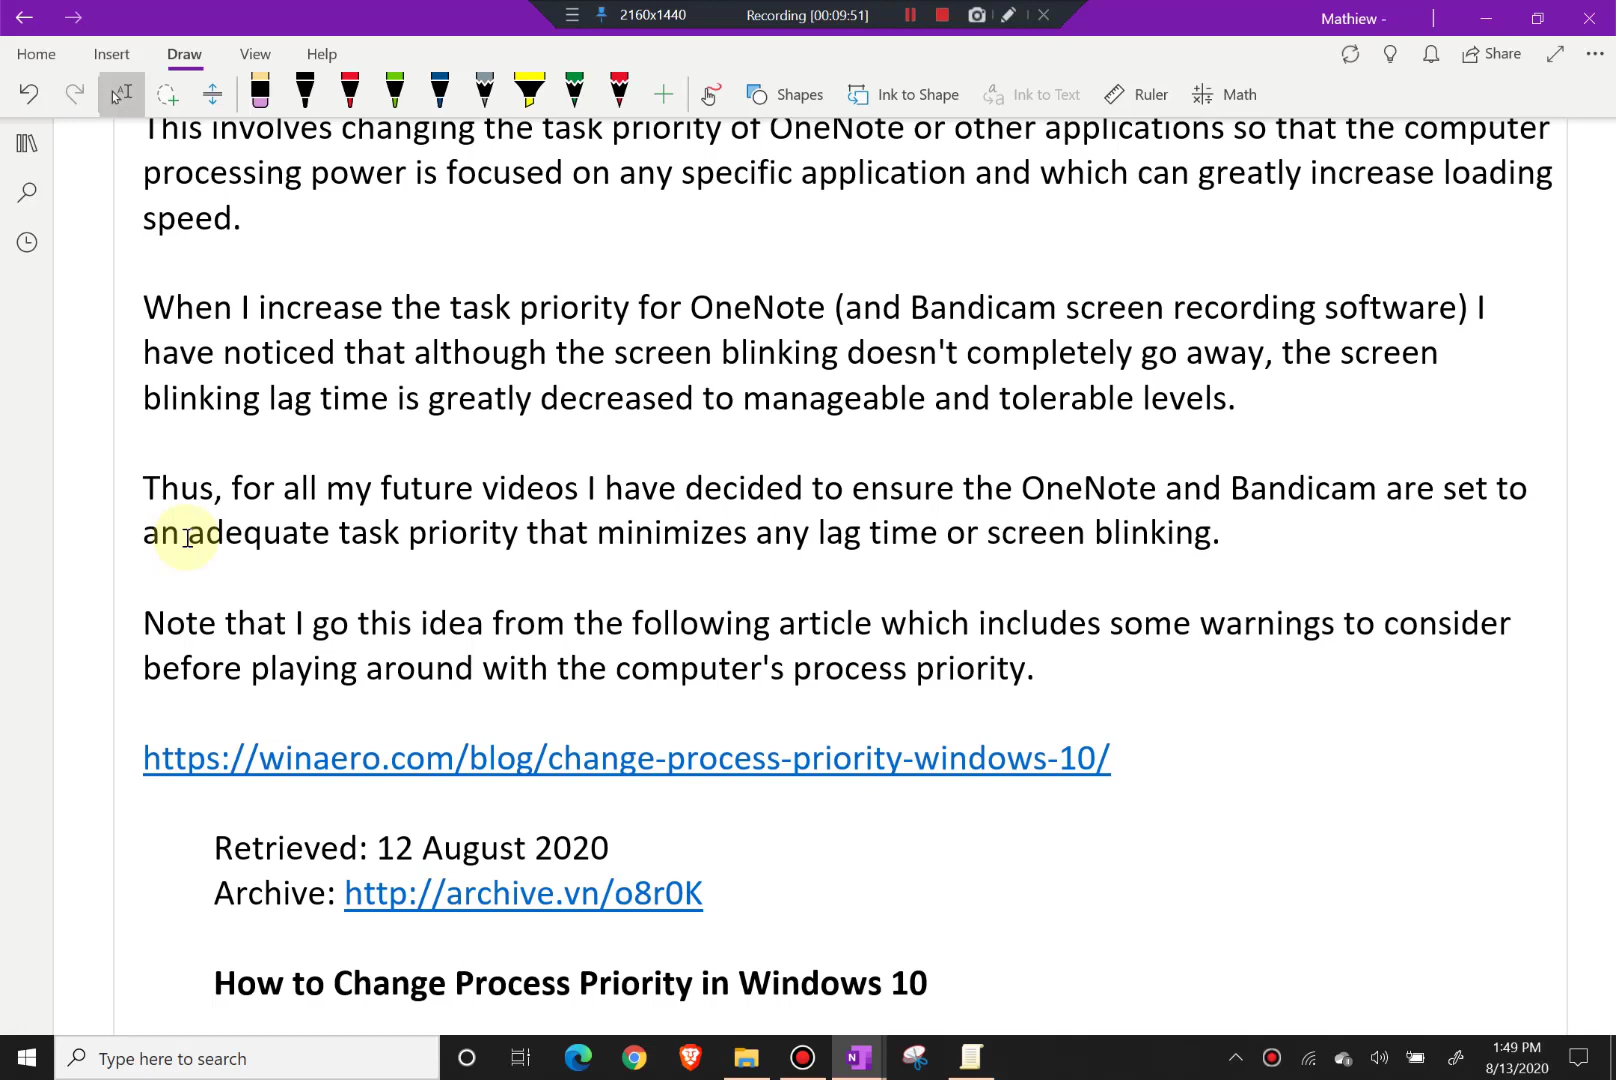 2160x1440
Recording [00:09:51]
Mathiew -
Home Insert Draw View Help
Share
Shapes Ink to Shape Ink to Text Ruler Math
This involves changing the task priority of OneNote or other applications so that the computer
processing power is focused on any specific application and which can greatly increase loading
speed.
When I increase the task priority for OneNote (and Bandicam screen recording software) I
have noticed that although the screen blinking doesn't completely go away, the screen
blinking lag time is greatly decreased to manageable and tolerable levels.
Thus, for all my future videos I have decided to ensure the OneNote and Bandicam are set to
an adequate task priority that minimizes any lag time or screen blinking.
Note that I go this idea from the following article which includes some warnings to consider
before playing around with the computer's process priority.
https://winaero.com/blog/change-process-priority-windows-10/
Retrieved: 12 August 2020
Archive: http://archive.vn/o8r0K
How to Change Process Priority in Windows 10
Type here to search
1:49 PM
8/13/2020